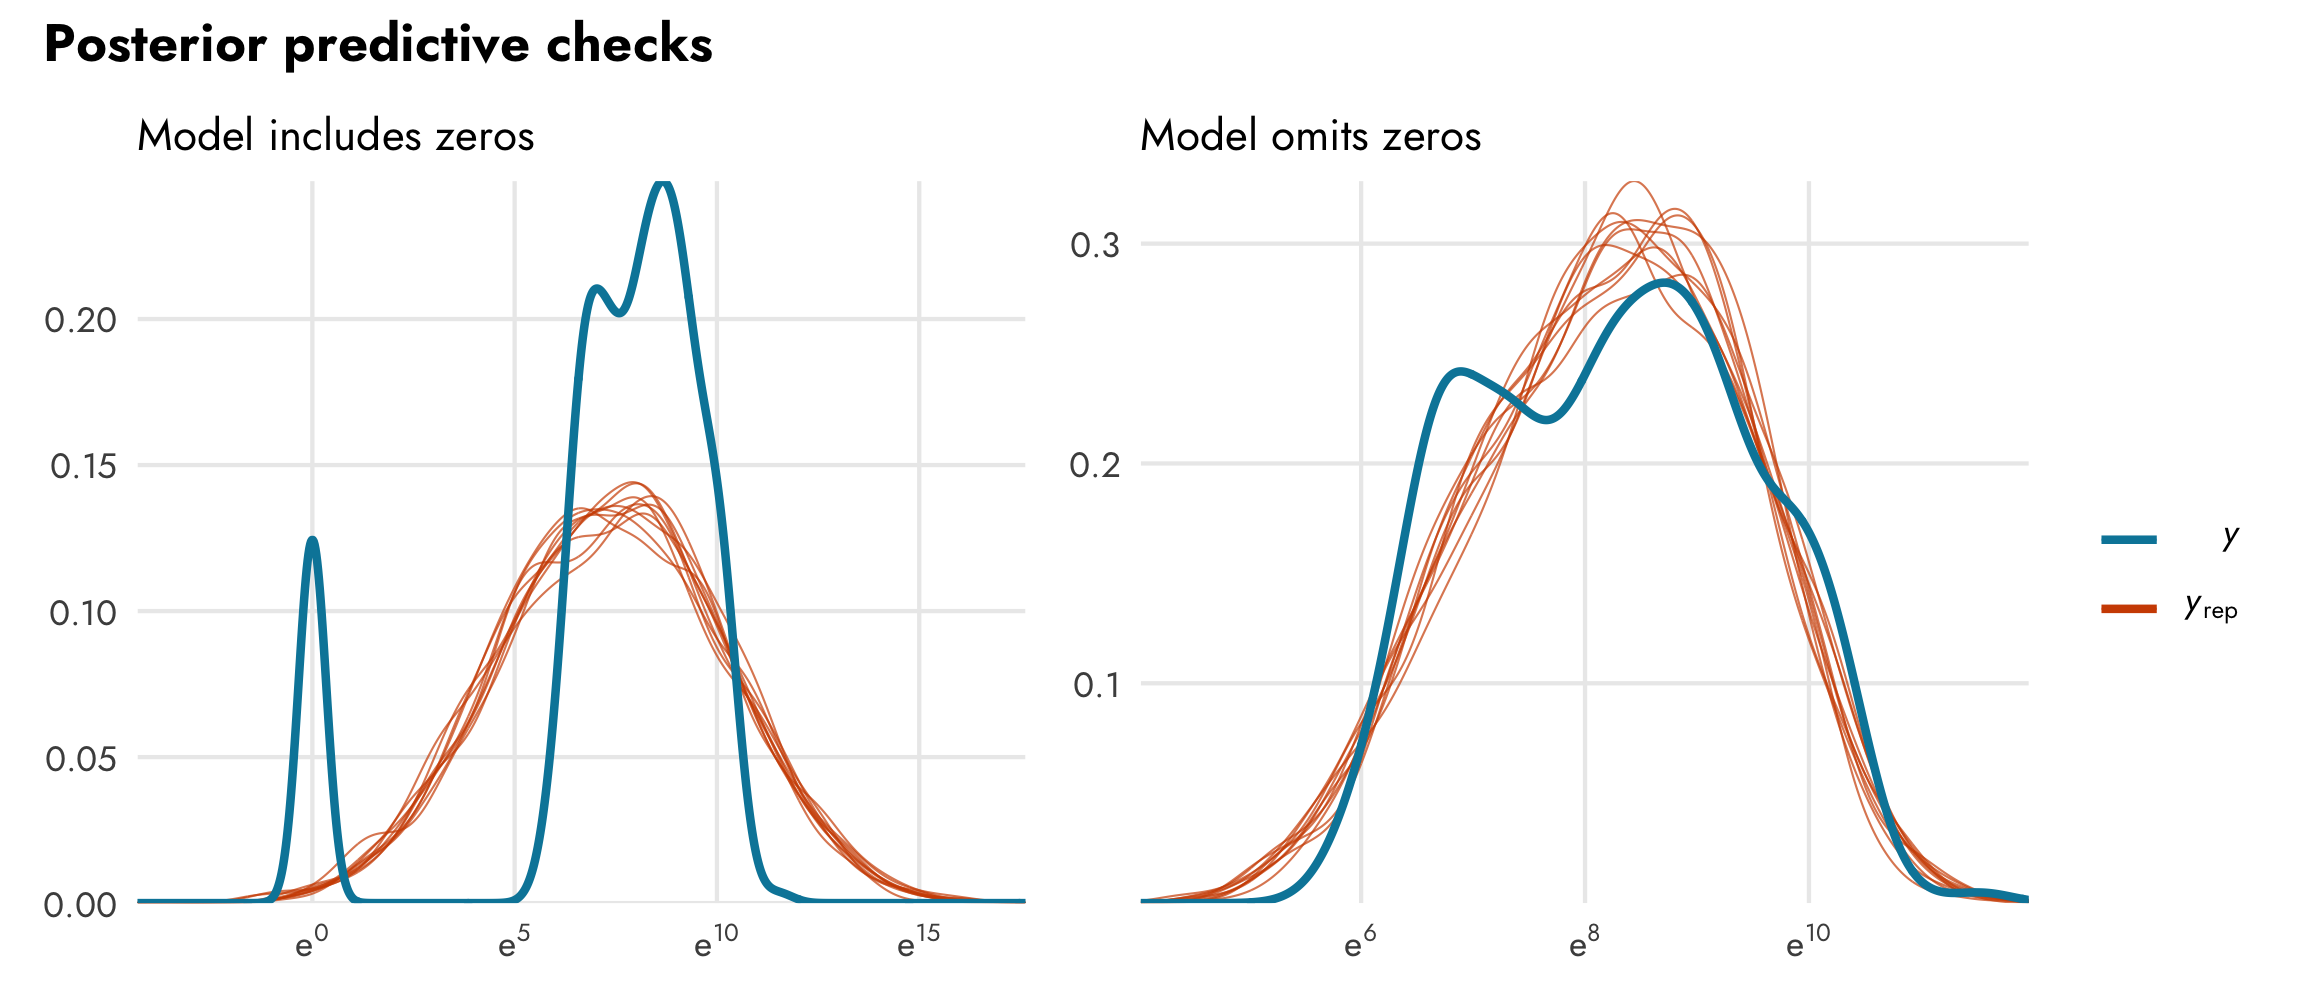 Posterior predictive checks
Model includes zeros
0.20
0.15
0.10
0.05
0.00
e⁰ e⁵ e¹⁰ e¹⁵
Model omits zeros
0.3
0.2
0.1
e⁶ e⁸ e¹⁰
y
y_rep